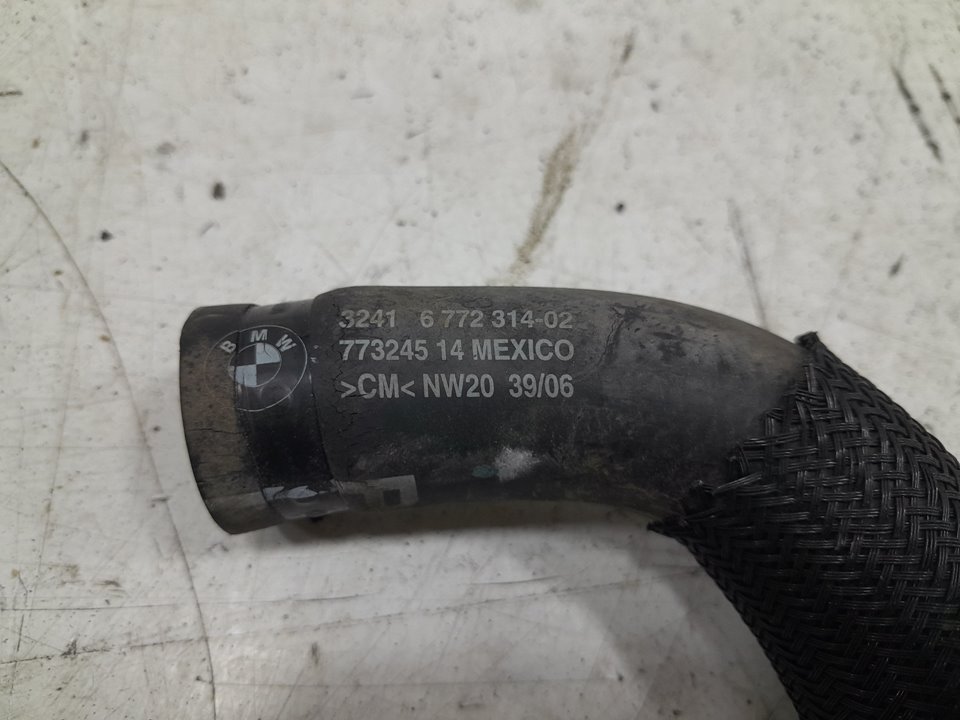 BMW
3241 6 772 314-02
773245 14 MEXICO
>CM< NW20 39/06